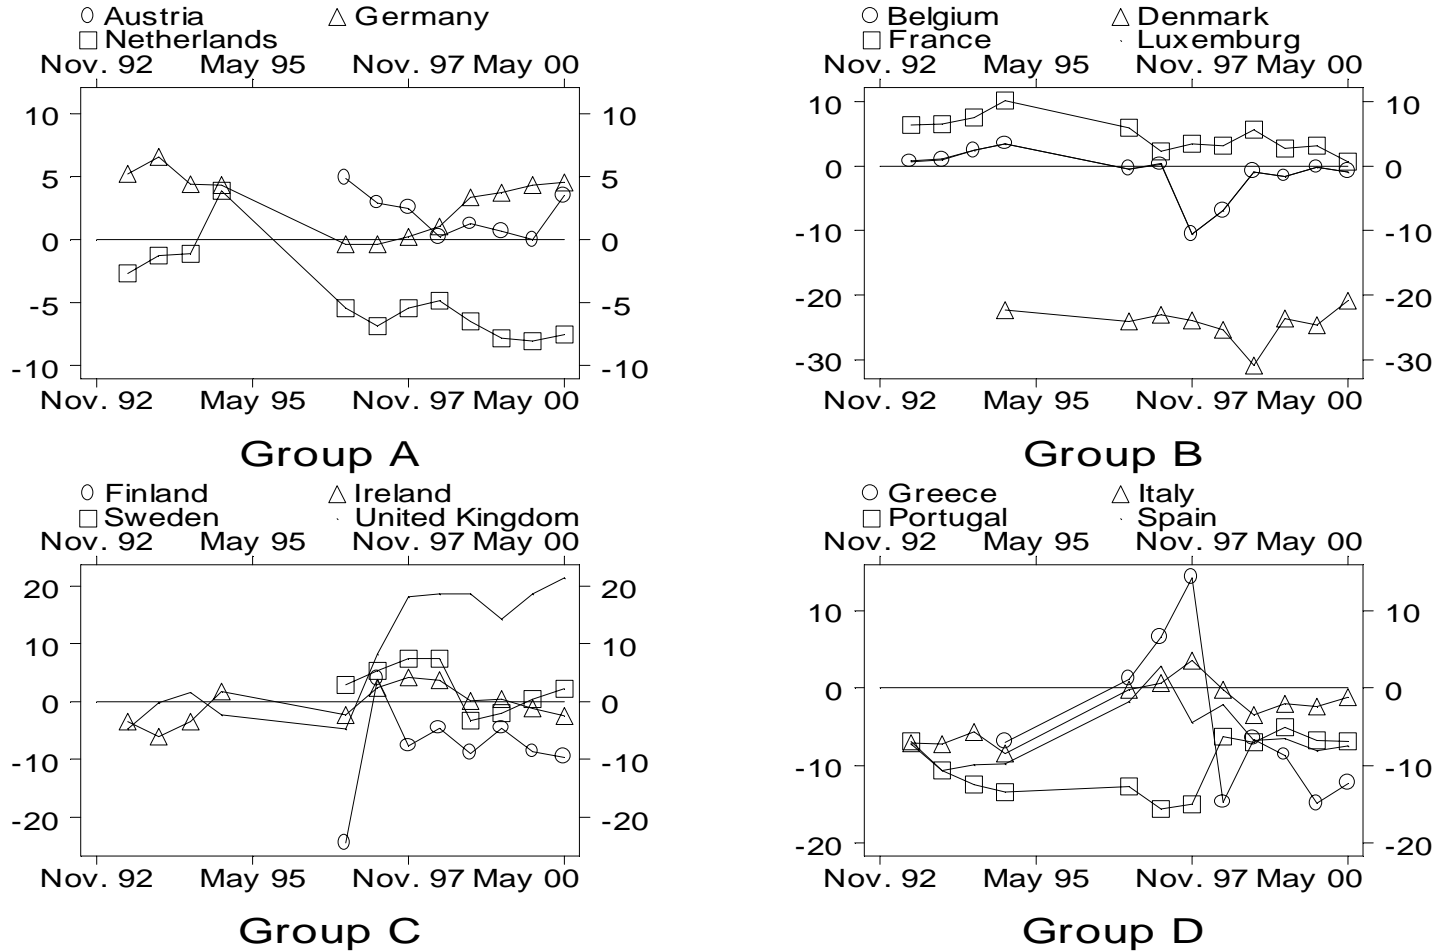 Austria Germany
Netherlands
Nov. 92 May 95 Nov. 97 May 00
10 10
5 5
0 0
-5 -5
-10 -10
Nov. 92 May 95 Nov. 97 May 00
Group A
Belgium Denmark
France Luxemburg
Nov. 92 May 95 Nov. 97 May 00
10 10
0 0
-10 -10
-20 -20
-30 -30
Nov. 92 May 95 Nov. 97 May 00
Group B
Finland Ireland
Sweden United Kingdom
Nov. 92 May 95 Nov. 97 May 00
20 20
10 10
0 0
-10 -10
-20 -20
Nov. 92 May 95 Nov. 97 May 00
Group C
Greece Italy
Portugal Spain
Nov. 92 May 95 Nov. 97 May 00
10 10
0 0
-10 -10
-20 -20
Nov. 92 May 95 Nov. 97 May 00
Group D